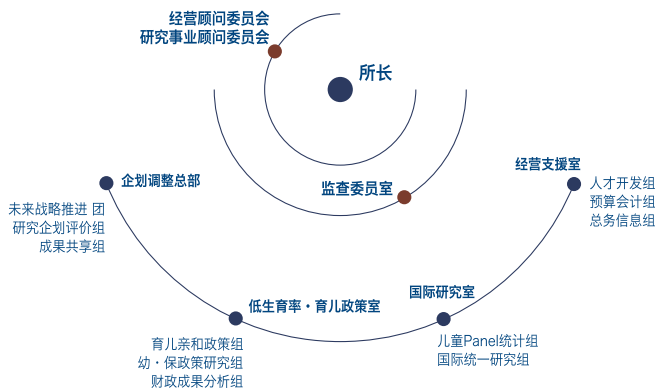 经营顾问委员会
研究事业顾问委员会
所长
监查委员室
企划调整总部
未来战略推进 团
研究企划评价组
成果共享组
低生育率・育儿政策室
育儿亲和政策组
幼・保政策研究组
财政成果分析组
国际研究室
儿童Panel统计组
国际统一研究组
经营支援室
人才开发组
预算会计组
总务信息组